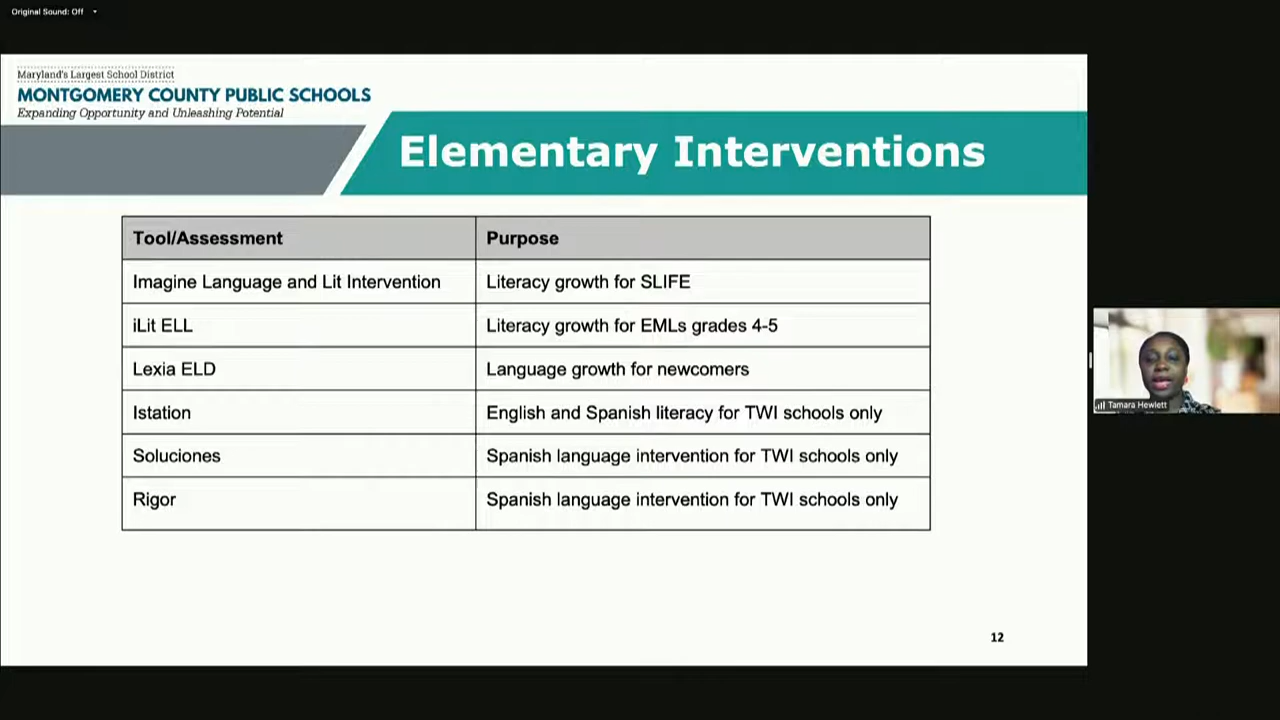 Original Sound: Off
Maryland's Largest School District
MONTGOMERY COUNTY PUBLIC SCHOOLS
Expanding Opportunity and Unleashing Potential
Elementary Interventions
Tool/Assessment Purpose
Imagine Language and Lit Intervention Literacy growth for SLIFE
iLit ELL Literacy growth for EMLs grades 4-5
Lexia ELD Language growth for newcomers
Istation English and Spanish literacy for TWI schools only
Soluciones Spanish language intervention for TWI schools only
Rigor Spanish language intervention for TWI schools only
Tamara Hewlett
12